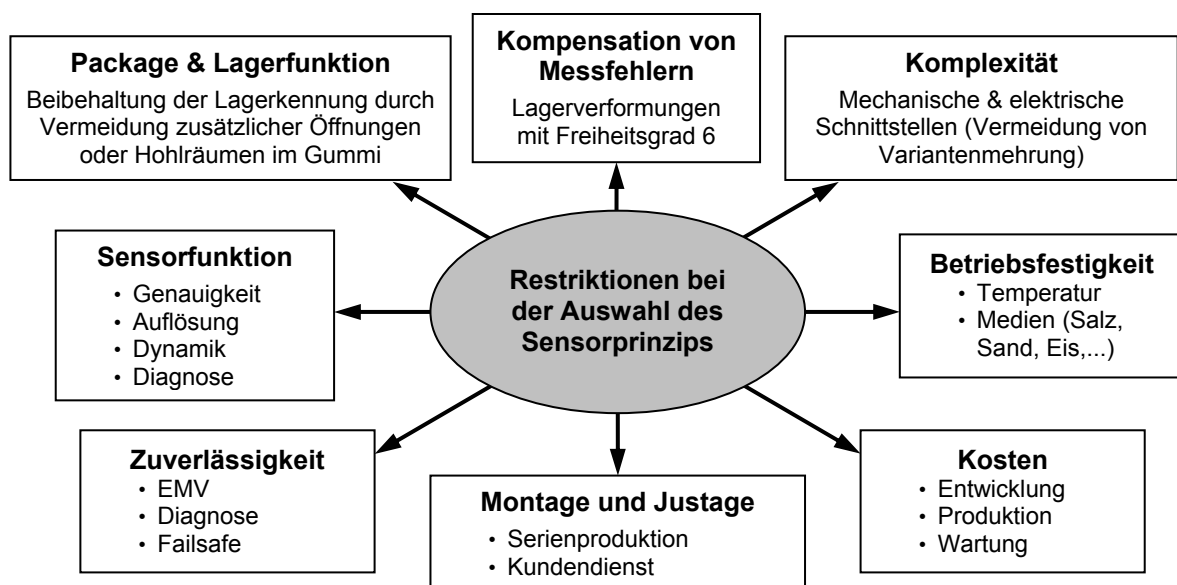 Package & Lagerfunktion
Beibehaltung der Lagerkennung durch
Vermeidung zusätzlicher Öffnungen
oder Hohlräumen im Gummi
Kompensation von
Messfehlern
Lagerverformungen
mit Freiheitsgrad 6
Komplexität
Mechanische & elektrische
Schnittstellen (Vermeidung von
Variantenmehrung)
Sensorfunktion
• Genauigkeit
• Auflösung
• Dynamik
• Diagnose
Restriktionen bei
der Auswahl des
Sensorprinzips
Betriebsfestigkeit
• Temperatur
• Medien (Salz,
Sand, Eis,...)
Zuverlässigkeit
• EMV
• Diagnose
• Failsafe
Montage und Justage
• Serienproduktion
• Kundendienst
Kosten
• Entwicklung
• Produktion
• Wartung